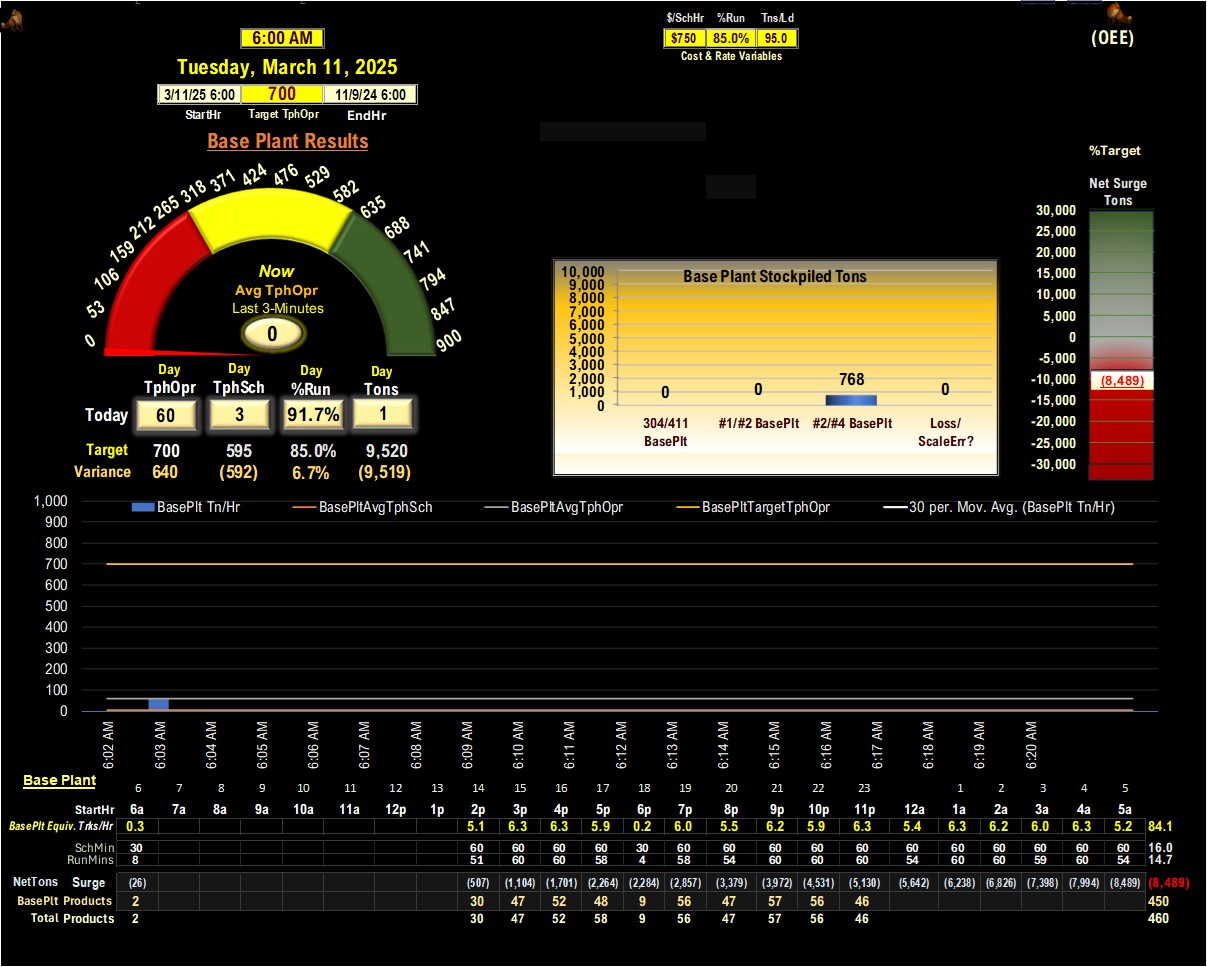 $/SchHr %Run Tns/Ld
6:00 AM $750 85.0% 95.0 (OEE)
Cost & Rate Variables
Tuesday, March 11, 2025
3/11/25 6:00 700 11/9/24 6:00
StartHr Target TphOpr EndHr
Base Plant Results
%Target
Net Surge
Tons
0 53 106 159 212 265 318 371 424 476 529 582 635 688 741 794 847 900
Now
Avg TphOpr
Last 3-Minutes
0
30,000
25,000
20,000
15,000
10,000
5,000
0
-5,000
-10,000 (8,489)
-15,000
-20,000
-25,000
-30,000
Base Plant Stockpiled Tons
10,000
9,000
8,000
7,000
6,000
5,000
4,000
3,000
2,000
1,000
0
0 0 768 0
304/411 #1/#2 BasePlt #2/#4 BasePlt Loss/
BasePlt ScaleErr?
Day Day Day Day
TphOpr TphSch %Run Tons
Today 60 3 91.7% 1
Target 700 595 85.0% 9,520
Variance 640 (592) 6.7% (9,519)
BasePlt Tn/Hr BasePltAvgTphSch BasePltAvgTphOpr BasePltTargetTphOpr 30 per. Mov. Avg. (BasePlt Tn/Hr)
1,000
900
800
700
600
500
400
300
200
100
0
6:02 AM 6:03 AM 6:04 AM 6:05 AM 6:06 AM 6:07 AM 6:08 AM 6:09 AM 6:10 AM 6:11 AM 6:12 AM 6:13 AM 6:14 AM 6:15 AM 6:16 AM 6:17 AM 6:18 AM 6:19 AM 6:20 AM
Base Plant
6 7 8 9 10 11 12 13 14 15 16 17 18 19 20 21 22 23 1 2 3 4 5
StartHr 6a 7a 8a 9a 10a 11a 12p 1p 2p 3p 4p 5p 6p 7p 8p 9p 10p 11p 12a 1a 2a 3a 4a 5a
BasePlt Equiv. Trks/Hr 0.3 5.1 6.3 6.3 5.9 0.2 6.0 5.5 6.2 5.9 6.3 5.4 6.3 6.2 6.0 6.3 5.2 84.1
SchMin 30 60 60 60 60 30 60 60 60 60 60 60 60 60 60 60 60 16.0
RunMins 8 51 60 60 58 4 58 54 60 60 60 54 60 60 59 60 54 14.7
NetTons Surge (26) (507) (1,104) (1,701) (2,264) (2,284) (2,857) (3,379) (3,972) (4,531) (5,130) (5,642) (6,238) (6,826) (7,398) (7,994) (8,489) (8,489)
BasePlt Products 2 30 47 52 48 9 56 47 57 56 46 450
Total Products 2 30 47 52 58 9 56 47 57 56 46 460